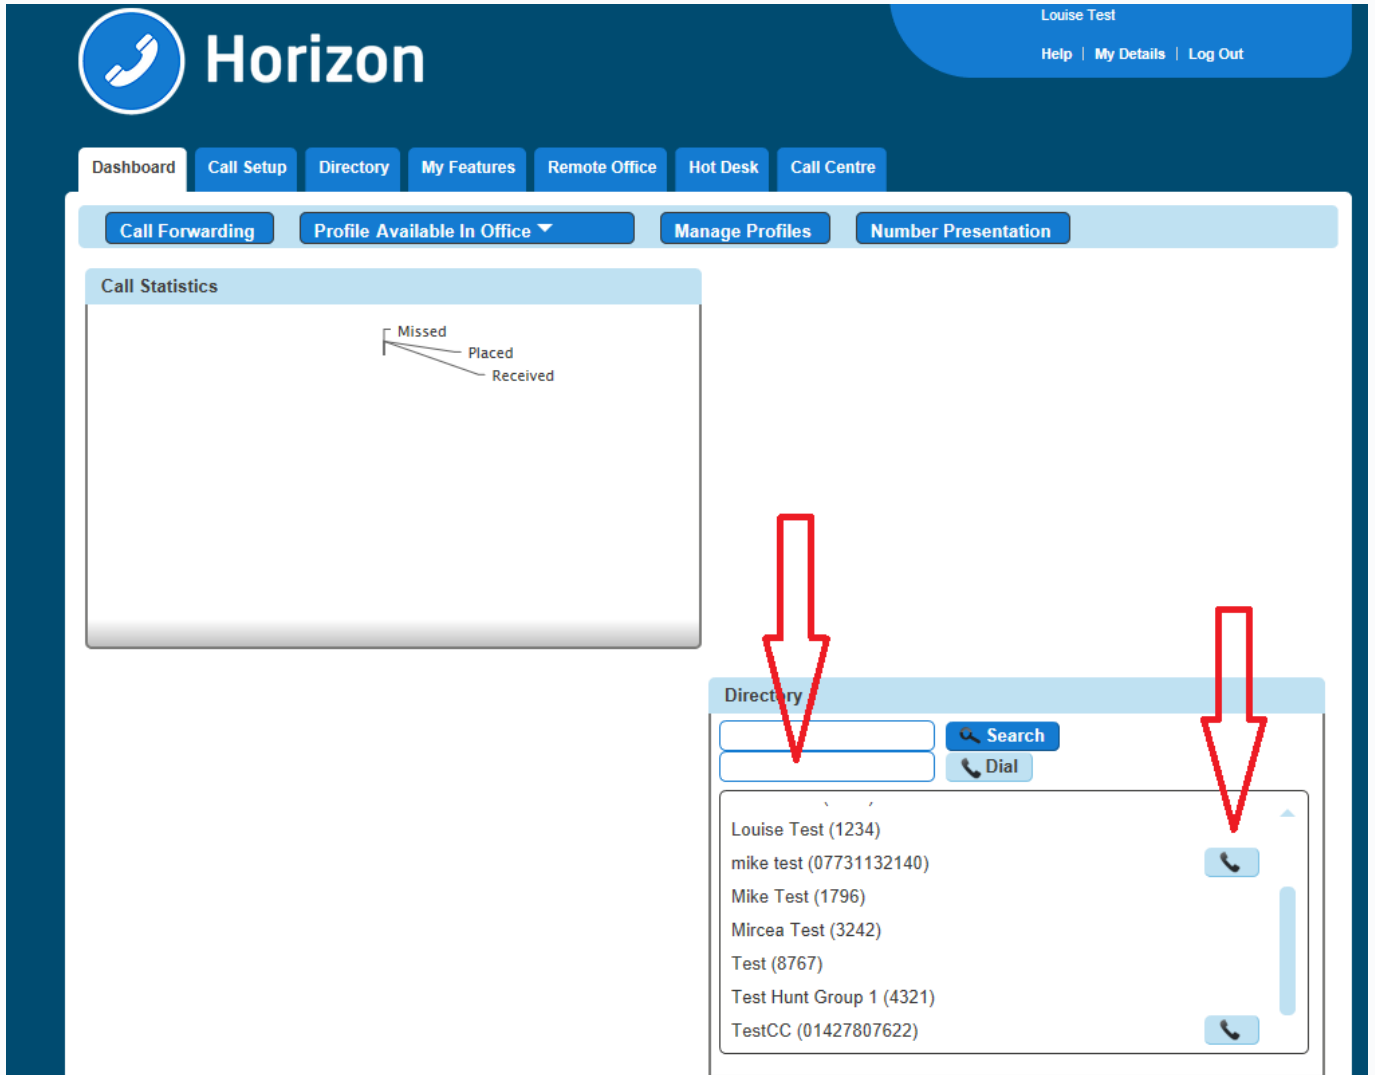 Louise Test
Help | My Details | Log Out
Horizon
Dashboard Call Setup Directory My Features Remote Office Hot Desk Call Centre
Call Forwarding Profile Available In Office Manage Profiles Number Presentation
Call Statistics
Missed
Placed
Received
Directory
Search
Dial
Louise Test (1234)
mike test (07731132140)
Mike Test (1796)
Mircea Test (3242)
Test (8767)
Test Hunt Group 1 (4321)
TestCC (01427807622)